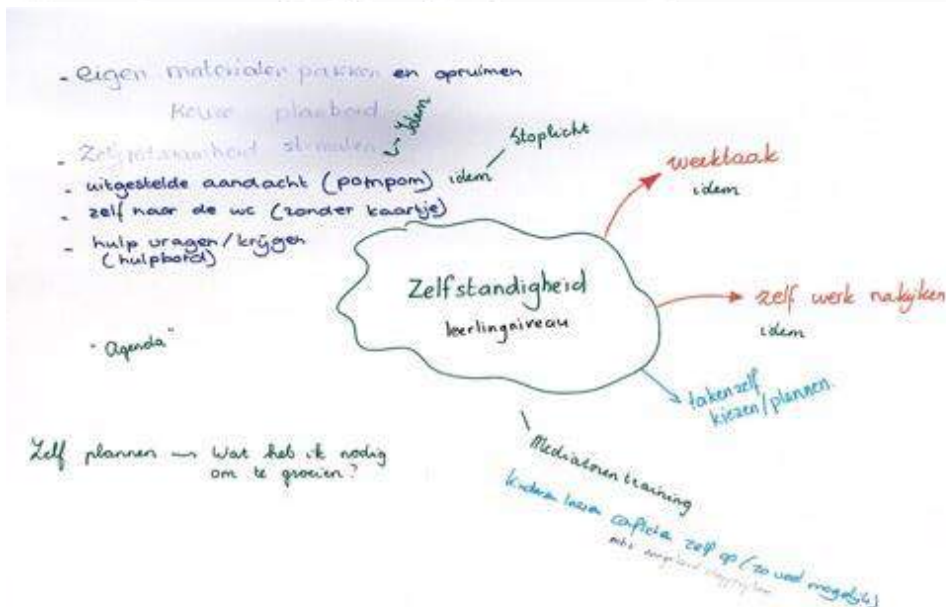 - eigen materialen pakken en opruimen
keuze planbord
- Zelfstandigheid
↳ Idem
- uitgestelde aandacht (pompom) idem
Stoplicht
- zelf naar de wc (zonder kaartje)
- hulp vragen/krijgen
(hulpbord)
weektaak
idem
Zelfstandigheid
leerlingniveau
zelf werk nakijken
idem
"Agenda"
taken zelf
kiezen/plannen
Zelf plannen Wat heb ik nodig
om te groeien?
Mediatoren training
kinderen lossen conflicten zelf op (zo veel mogelijk)